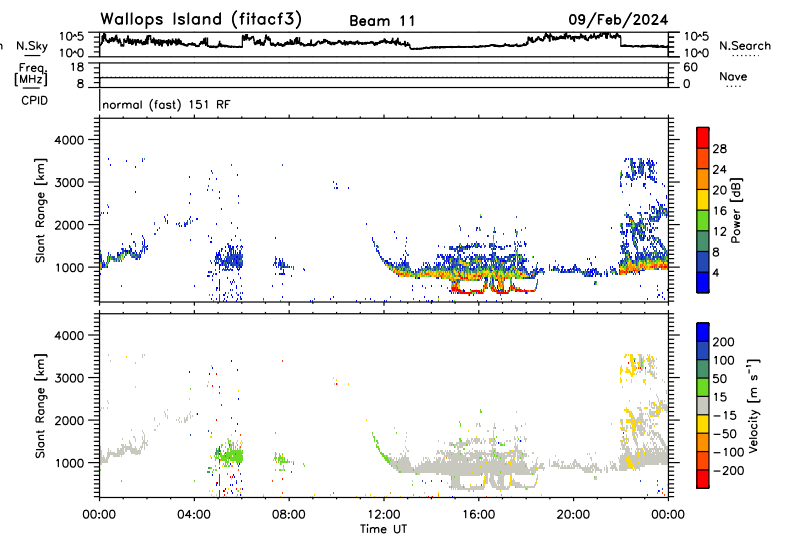 Wallops Island (fitacf3) Beam 11 09/Feb/2024
n N.Sky 10^5 10^5 N.Search
10^0 10^0
Freq. 18 60 Nave
[MHz] 8 0
CPID normal (fast) 151 RF
Slant Range [km]
4000
3000
2000
1000
Power [dB]
28
24
20
16
12
8
4
Slant Range [km]
4000
3000
2000
1000
Velocity [m s⁻¹]
200
100
50
15
-15
-50
-100
-200
00:00 04:00 08:00 12:00 16:00 20:00 00:00
Time UT